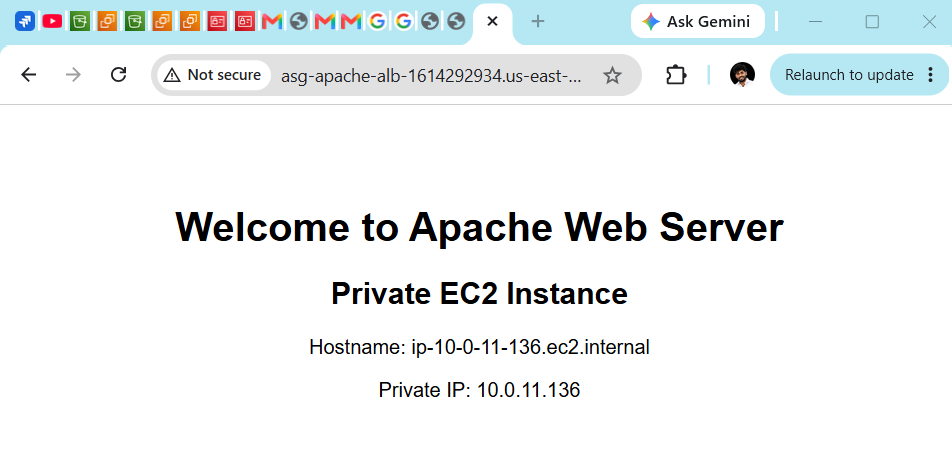 Ask Gemini
Not secure
asg-apache-alb-1614292934.us-east-...
Relaunch to update
Welcome to Apache Web Server
Private EC2 Instance
Hostname: ip-10-0-11-136.ec2.internal
Private IP: 10.0.11.136